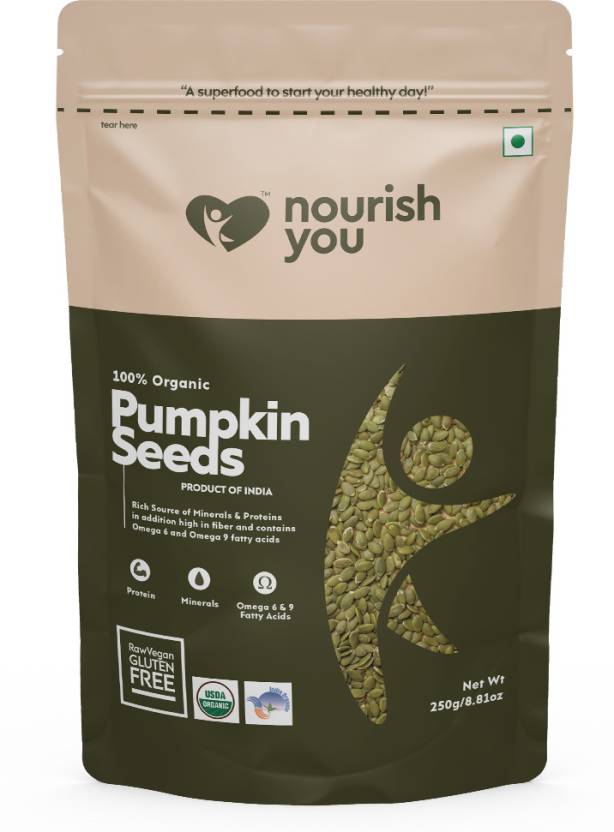 “A superfood to start your healthy day!”
tear here
nourish
you
TM
100% Organic
Pumpkin
Seeds
PRODUCT OF INDIA
Rich Source of Minerals & Proteins
in addition high in fiber and contains
Omega 6 and Omega 9 fatty acids
Ω
Protein
Minerals
Omega 6 & 9
Fatty Acids
RawVegan
GLUTEN
FREE
USDA
ORGANIC
India Organic
Net Wt
250g/8.81oz